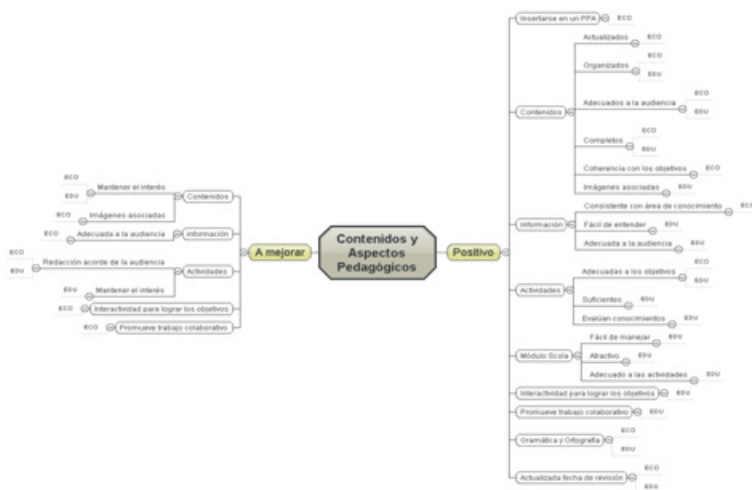 Contenidos y
Aspectos
Pedagógicos
A mejorar
Contenidos
Mantener el interés
ECO
EDU
Imágenes asociadas
ECO
información
Adecuada a la audiencia
ECO
Actividades
Redacción acorde de la audiencia
ECO
EDU
Mantener el interés
EDU
Interactividad para lograr los objetivos
ECO
Promueve trabajo colaborativo
ECO
Positivo
Insertarse en un PFA
ECO
Contenidos
Actualizados
ECO
Organizados
ECO
EDU
Adecuados a la audiencia
ECO
EDU
Completos
ECO
EDU
Coherencia con los objetivos
ECO
Imágenes asociadas
EDU
Información
Consistente con área de conocimiento
ECO
Fácil de entender
EDU
Adecuada a la audiencia
EDU
Actividades
Adecuadas a los objetivos
ECO
EDU
Suficientes
EDU
Evalúan conocimientos
EDU
Módulo Scola
Fácil de manejar
EDU
Atractivo
EDU
Adecuado a las actividades
EDU
Interactividad para lograr los objetivos
EDU
Promueve trabajo colaborativo
EDU
Gramática y Ortografía
ECO
EDU
Actualizada fecha de revisión
ECO
EDU